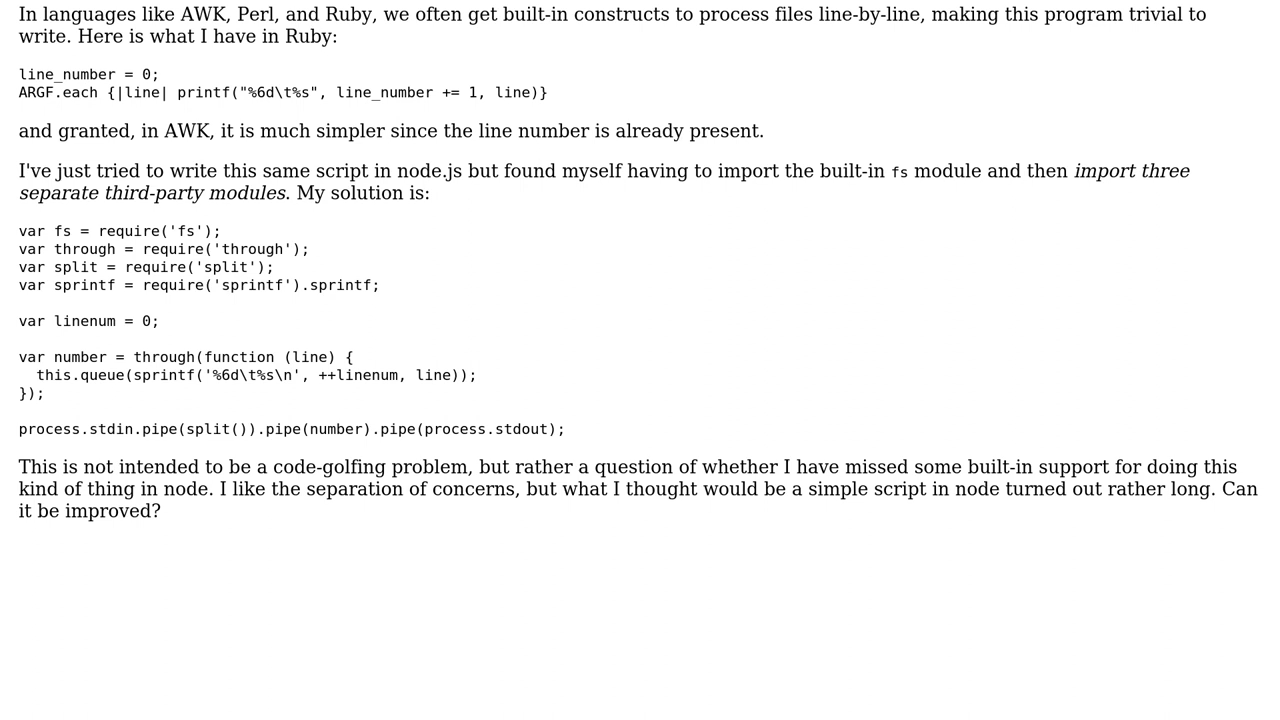 In languages like AWK, Perl, and Ruby, we often get built-in constructs to process files line-by-line, making this program trivial to
write. Here is what I have in Ruby:
line_number = 0;
ARGF.each {|line| printf("%6d\t%s", line_number += 1, line)}
and granted, in AWK, it is much simpler since the line number is already present.
I've just tried to write this same script in node.js but found myself having to import the built-in fs module and then import three
separate third-party modules. My solution is:
var fs = require('fs');
var through = require('through');
var split = require('split');
var sprintf = require('sprintf').sprintf;
var linenum = 0;
var number = through(function (line) {
  this.queue(sprintf('%6d\t%s\n', ++linenum, line));
});
process.stdin.pipe(split()).pipe(number).pipe(process.stdout);
This is not intended to be a code-golfing problem, but rather a question of whether I have missed some built-in support for doing this
kind of thing in node. I like the separation of concerns, but what I thought would be a simple script in node turned out rather long. Can
it be improved?